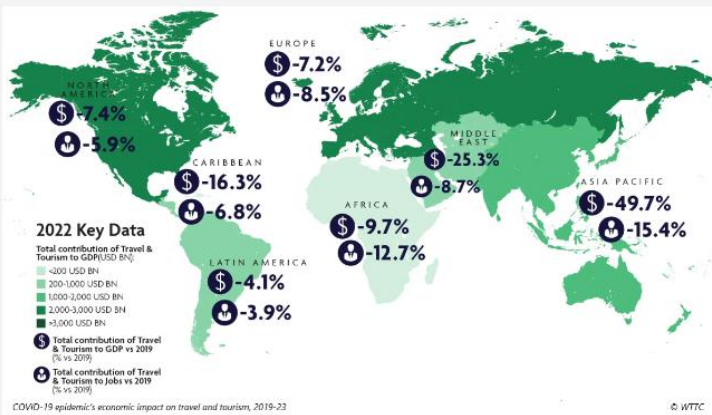 EUROPE
-7.2%
-8.5%
NORTH
AMERICA
-7.4%
-5.9%
MIDDLE
EAST
-25.3%
-8.7%
CARIBBEAN
-16.3%
-6.8%
ASIA PACIFIC
-49.7%
-15.4%
AFRICA
-9.7%
-12.7%
LATIN AMERICA
-4.1%
-3.9%
2022 Key Data
Total contribution of Travel &
Tourism to GDP(USD BN):
<200 USD BN
200-1,000 USD BN
1,000-2,000 USD BN
2,000-3,000 USD BN
>3,000 USD BN
$ Total contribution of Travel
& Tourism to GDP vs 2019
(% vs 2019)
Total contribution of Travel
& Tourism to Jobs vs 2019
(% vs 2019)
COVID-19 epidemic's economic impact on travel and tourism, 2019-23
© WTTC